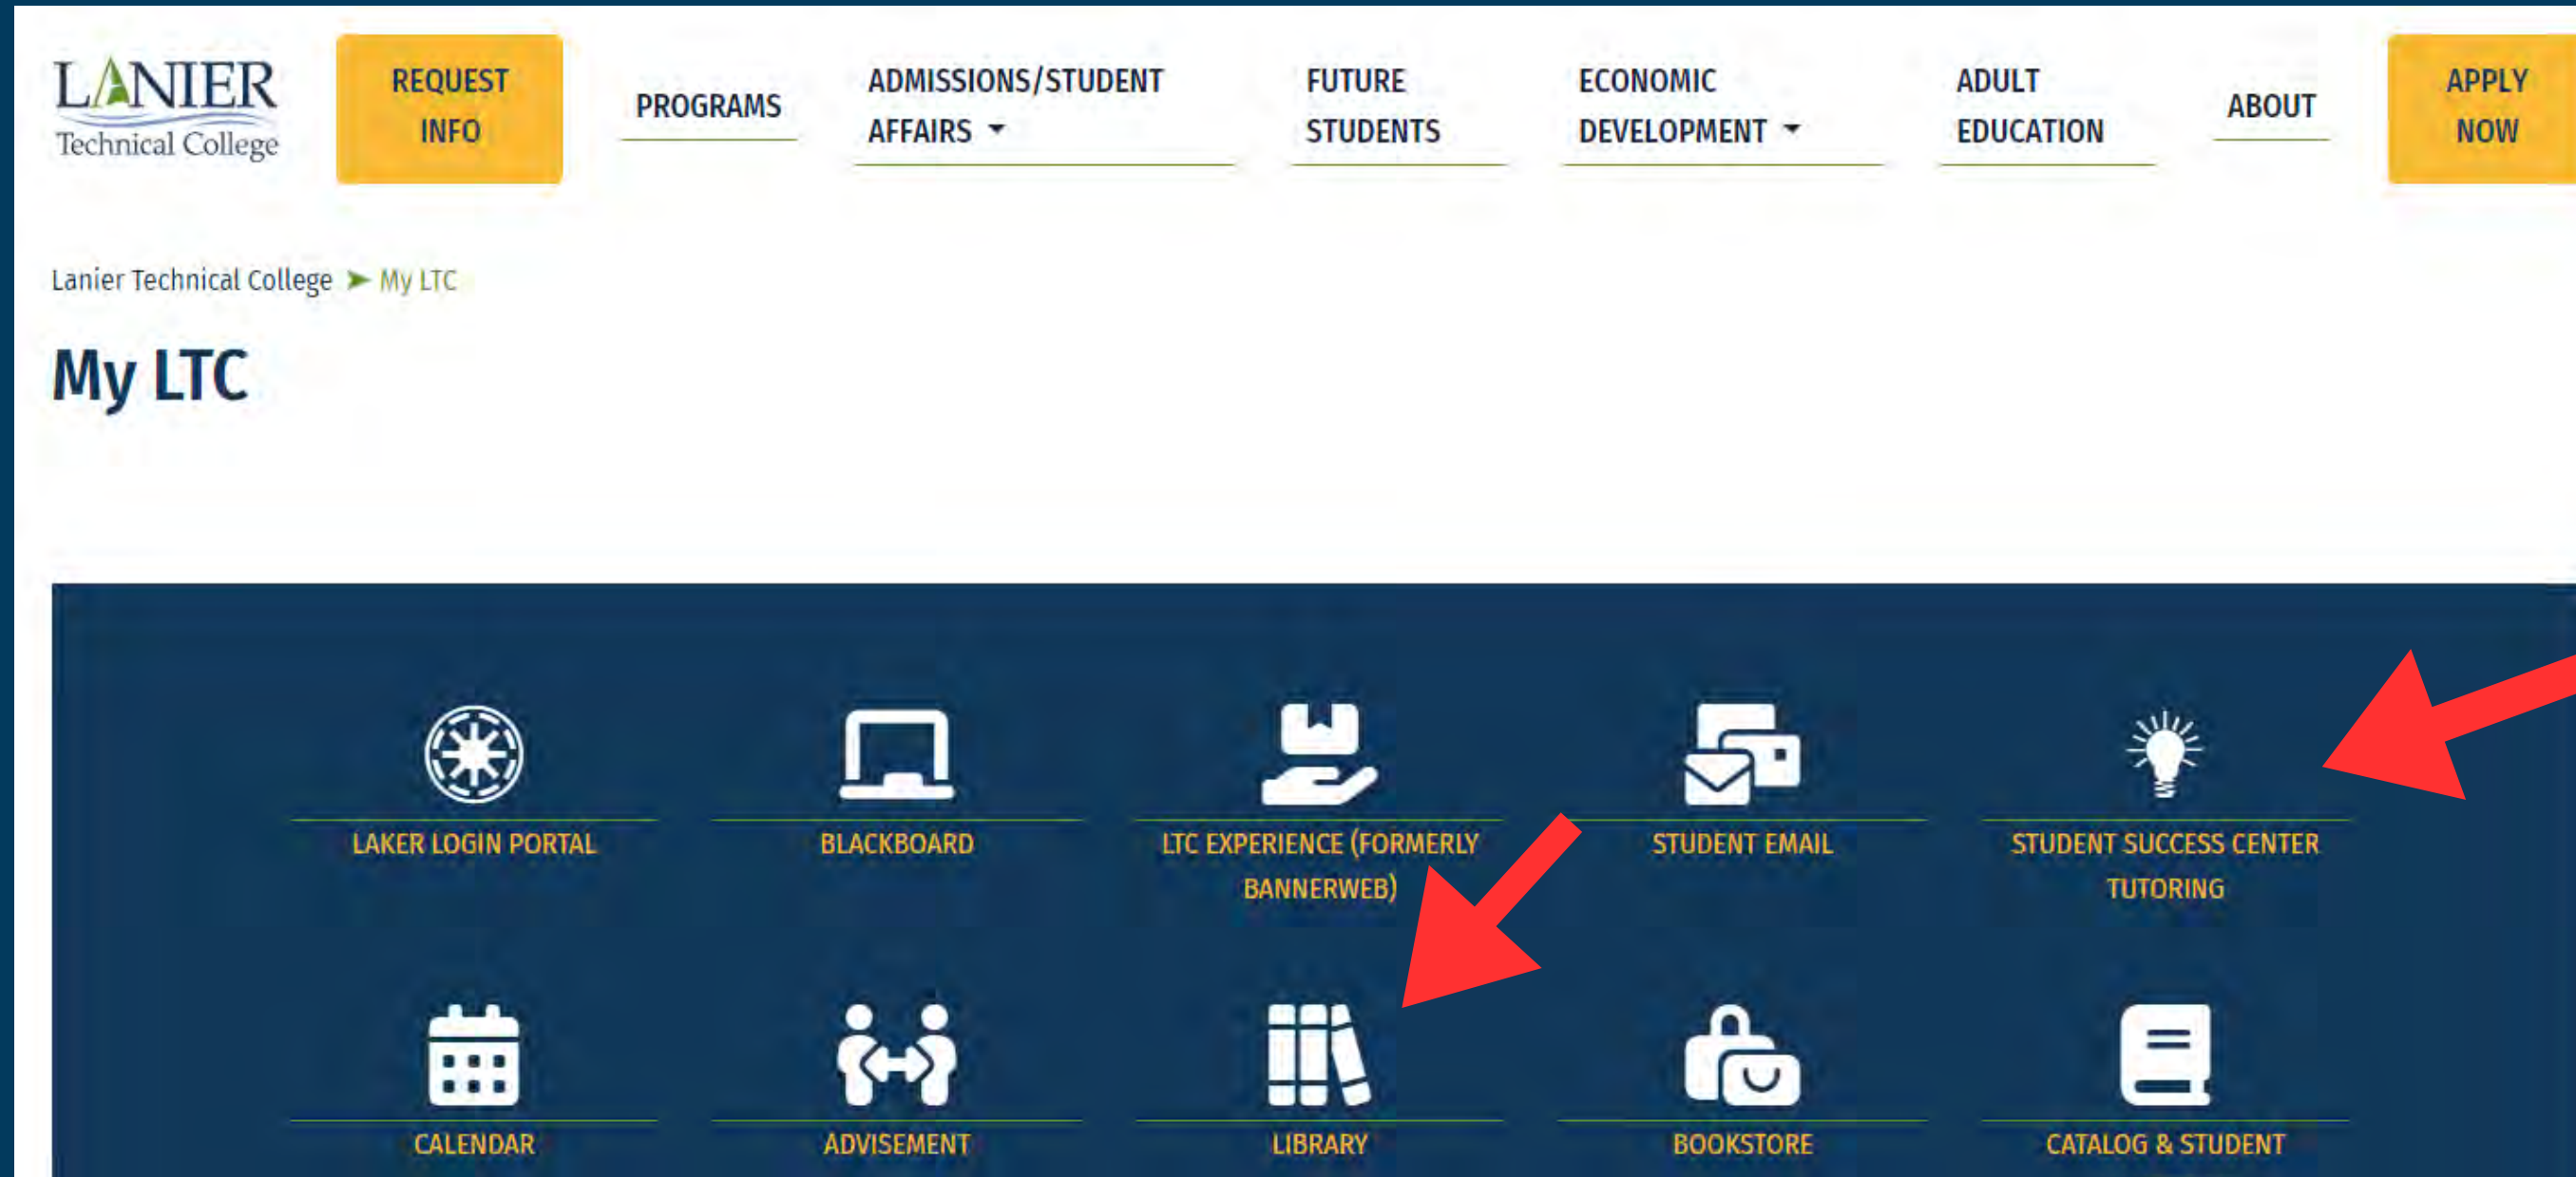 LANIER
Technical College
REQUEST
INFO
PROGRAMS
ADMISSIONS/STUDENT
AFFAIRS
FUTURE
STUDENTS
ECONOMIC
DEVELOPMENT
ADULT
EDUCATION
ABOUT
APPLY
NOW
Lanier Technical College ➤ My LTC
My LTC
LAKER LOGIN PORTAL
BLACKBOARD
LTC EXPERIENCE (FORMERLY
BANNERWEB)
STUDENT EMAIL
STUDENT SUCCESS CENTER
TUTORING
CALENDAR
ADVISEMENT
LIBRARY
BOOKSTORE
CATALOG & STUDENT